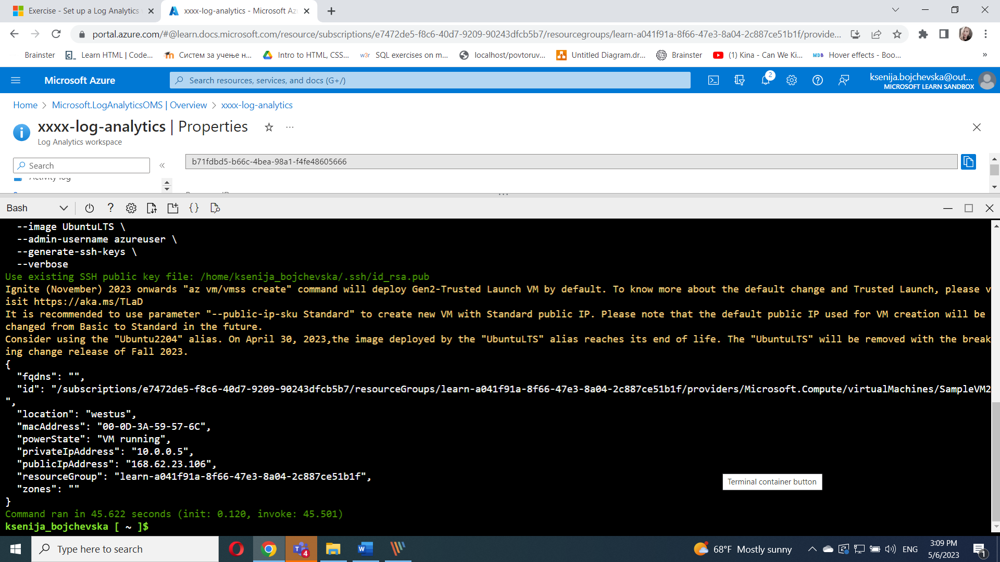 Exercise - Set up a Log Analytics
xxxx-log-analytics - Microsoft Az
portal.azure.com/#@learn.docs.microsoft.com/resource/subscriptions/e7472de5-f8c6-40d7-9209-90243dfcb5b7/resourcegroups/learn-a041f91a-8f66-47e3-8a04-2c887ce51b1f/provide...
Brainster
Learn HTML | Code...
Систем за учење н...
Intro to HTML, CSS...
w3r SQL exercises on m...
localhost/povtoruv...
Untitled Diagram.dr...
Brainster
(1) Kina - Can We Ki...
MDB Hover effects - Boo...
Microsoft Azure
Search resources, services, and docs (G+/)
2
ksenija.bojchevska@out...
MICROSOFT LEARN SANDBOX
Home > Microsoft.LogAnalyticsOMS | Overview > xxxx-log-analytics
xxxx-log-analytics | Properties
Log Analytics workspace
Search
b71fdbd5-b66c-4bea-98a1-f4fe48605666
Activity log
Bash
--image UbuntuLTS \
--admin-username azureuser \
--generate-ssh-keys \
--verbose
Use existing SSH public key file: /home/ksenija_bojchevska/.ssh/id_rsa.pub
Ignite (November) 2023 onwards "az vm/vmss create" command will deploy Gen2-Trusted Launch VM by default. To know more about the default change and Trusted Launch, please v
isit https://aka.ms/TLaD
It is recommended to use parameter "--public-ip-sku Standard" to create new VM with Standard public IP. Please note that the default public IP used for VM creation will be
changed from Basic to Standard in the future.
Consider using the "Ubuntu2204" alias. On April 30, 2023,the image deployed by the "UbuntuLTS" alias reaches its end of life. The "UbuntuLTS" will be removed with the break
ing change release of Fall 2023.
{
"fqdns": "",
"id": "/subscriptions/e7472de5-f8c6-40d7-9209-90243dfcb5b7/resourceGroups/learn-a041f91a-8f66-47e3-8a04-2c887ce51b1f/providers/Microsoft.Compute/virtualMachines/SampleVM2
",
"location": "westus",
"macAddress": "00-0D-3A-59-57-6C",
"powerState": "VM running",
"privateIpAddress": "10.0.0.5",
"publicIpAddress": "168.62.23.106",
"resourceGroup": "learn-a041f91a-8f66-47e3-8a04-2c887ce51b1f",
"zones": ""
}
Terminal container button
Command ran in 45.622 seconds (init: 0.120, invoke: 45.501)
ksenija_bojchevska [ ~ ]$
Type here to search
4
68°F Mostly sunny
ENG
3:09 PM
5/6/2023
1